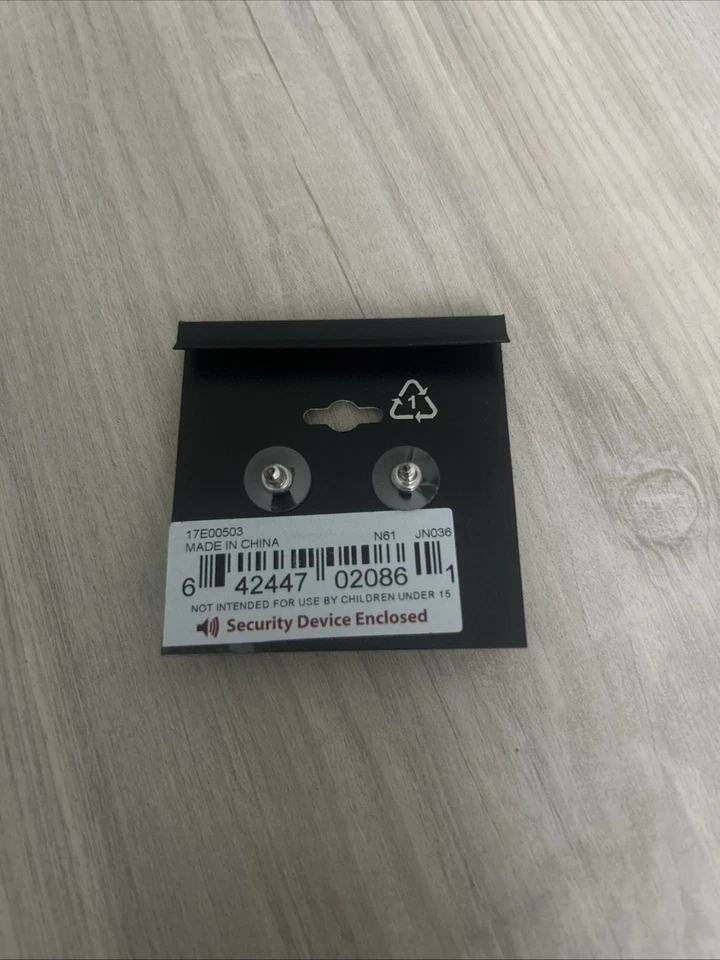 1
17E00503
MADE IN CHINA N61 JN036
6 42447 02086 1
NOT INTENDED FOR USE BY CHILDREN UNDER 15
Security Device Enclosed